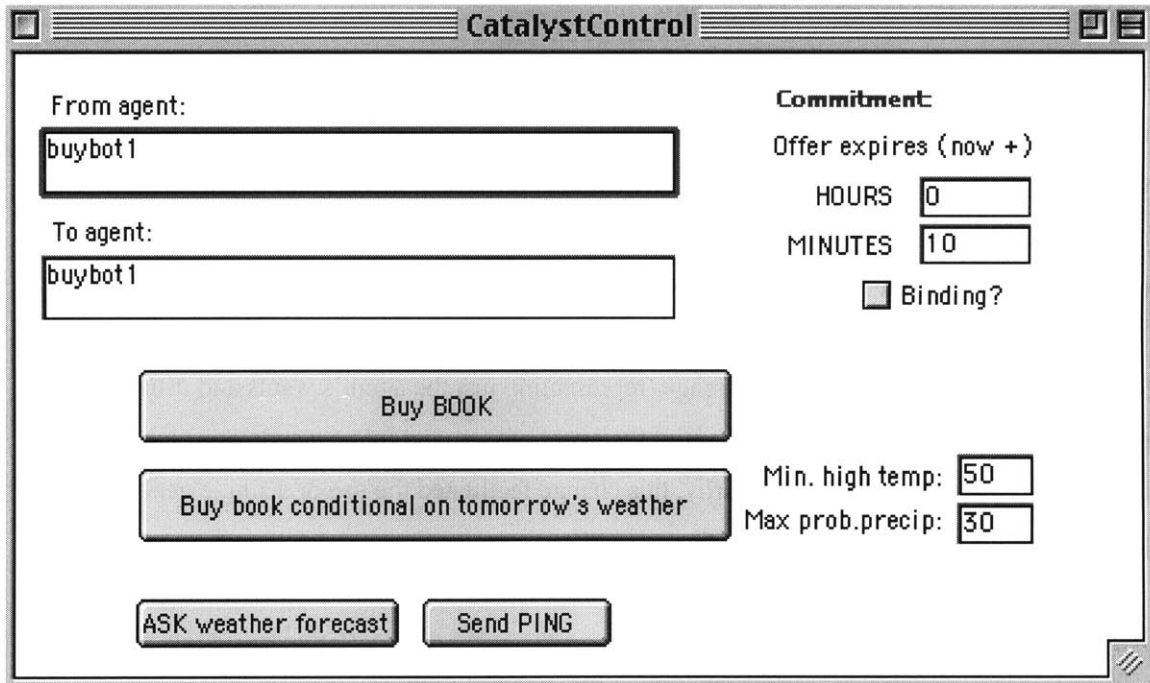 CatalystControl
From agent:
buybot1
To agent:
buybot1
Commitment:
Offer expires (now +)
HOURS 0
MINUTES 10
Binding?
Buy BOOK
Buy book conditional on tomorrow's weather
Min. high temp: 50
Max prob.precip: 30
ASK weather forecast
Send PING